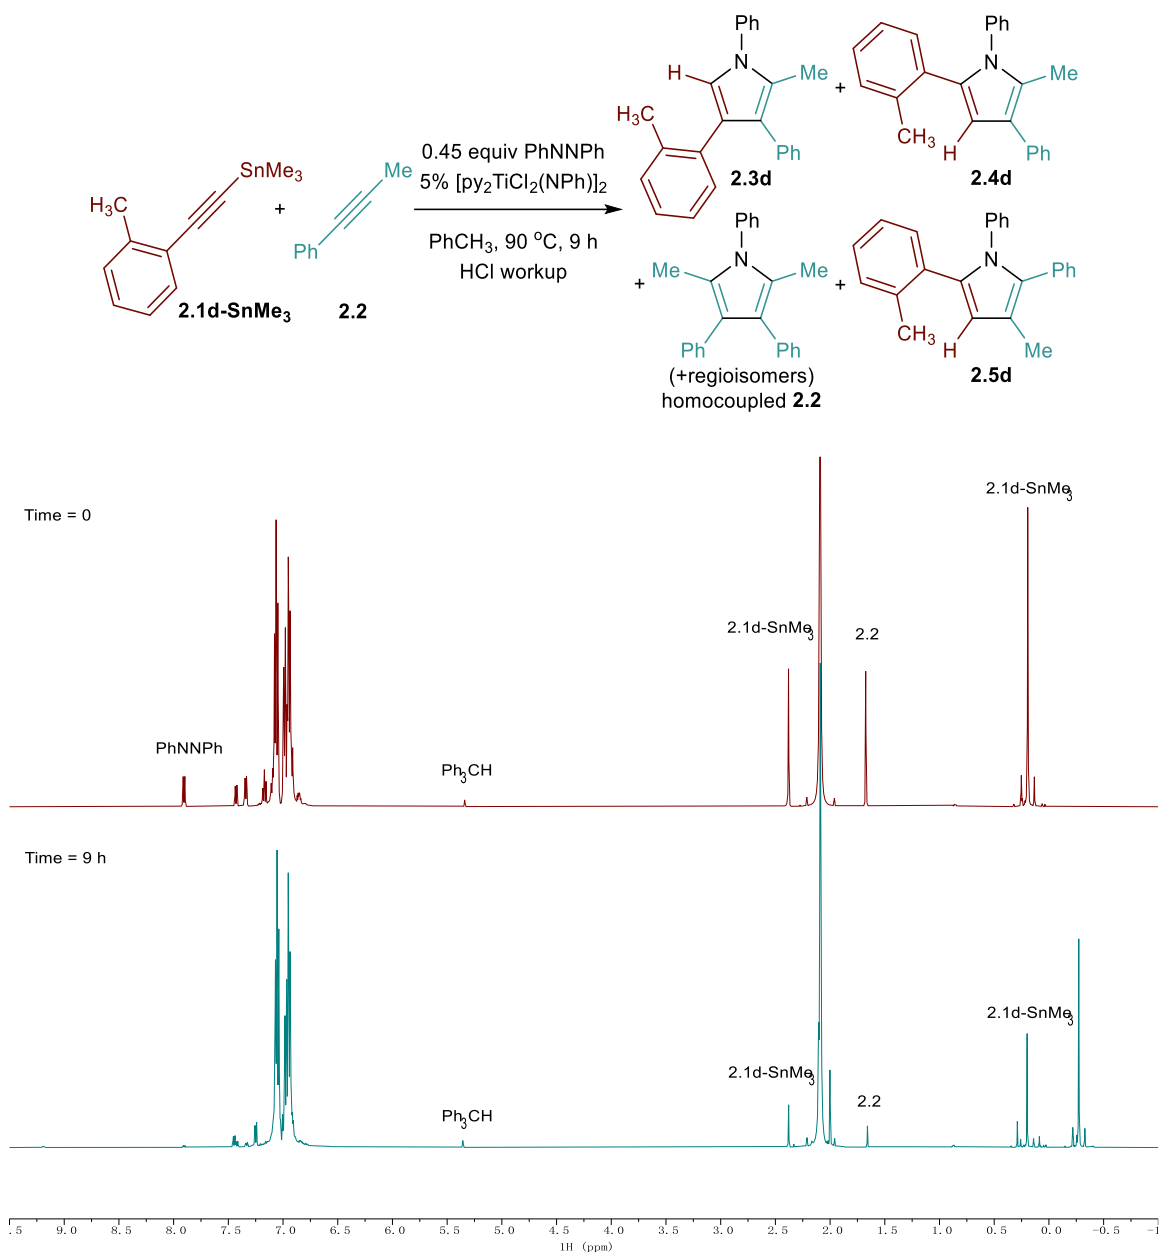 Ph
N
H
Me
H₃C
Ph
2.3d
+
Ph
N
Me
CH₃
H
Ph
2.4d
SnMe₃
H₃C
2.1d-SnMe₃
+
Me
Ph
2.2
0.45 equiv PhNNPh
5% [py₂TiCl₂(NPh)]₂
PhCH₃, 90 °C, 9 h
HCl workup
+
Ph
N
Me
Me
Ph
Ph
(+regioisomers)
homocoupled 2.2
+
Ph
N
Ph
CH₃
H
Me
2.5d
Time = 0
PhNNPh
Ph₃CH
2.1d-SnMe₃
2.2
2.1d-SnMe₃
Time = 9 h
Ph₃CH
2.1d-SnMe₃
2.2
2.1d-SnMe₃
.5 9.0 8.5 8.0 7.5 7.0 6.5 6.0 5.5 5.0 4.5 4.0 3.5 3.0 2.5 2.0 1.5 1.0 0.5 0.0 -0.5 -1
1H (ppm)